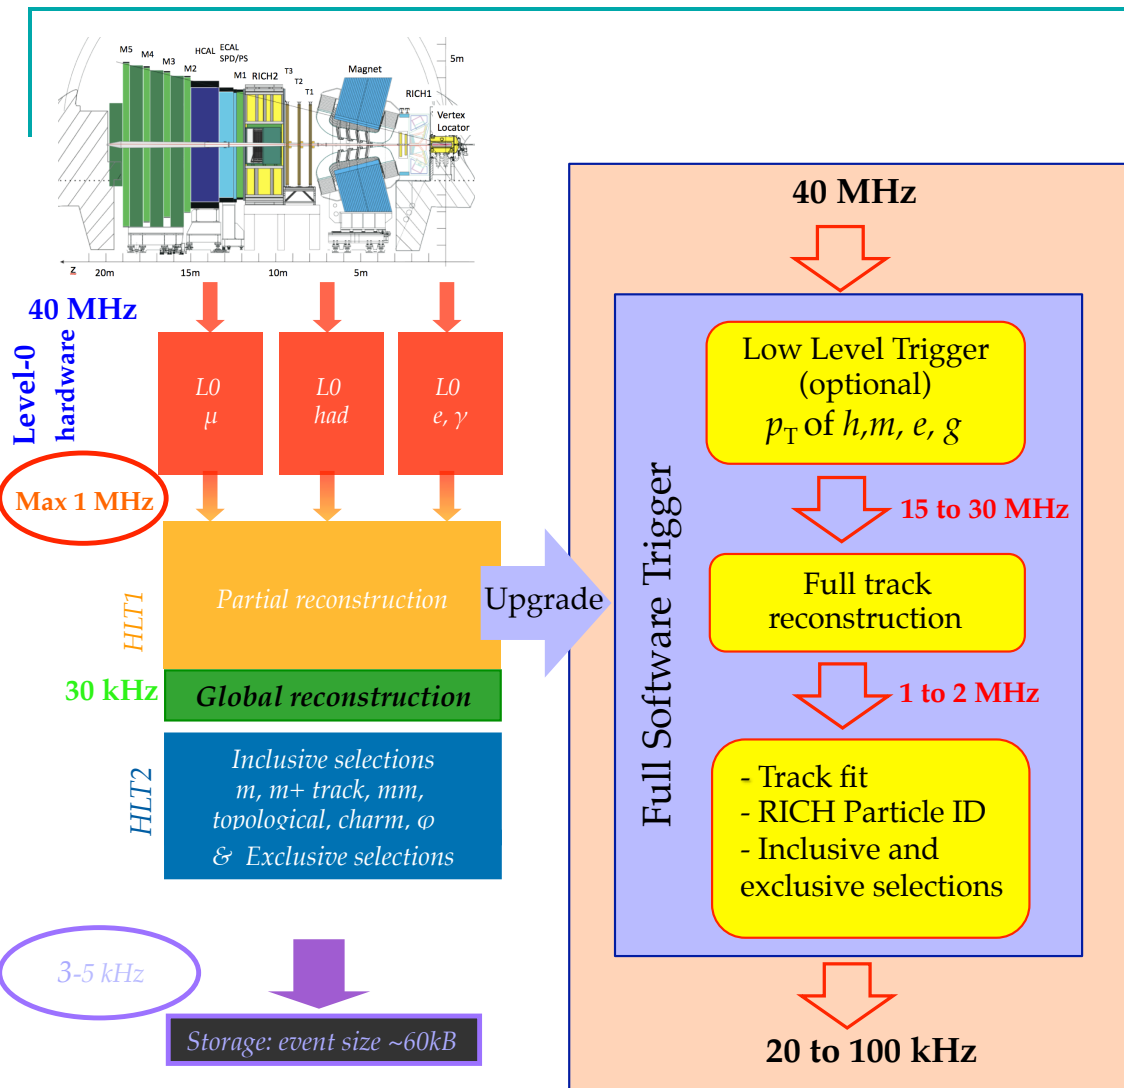 M5
M4
M3
M2
HCAL
ECAL
SPD/PS
M1
RICH2
T3
T2
T1
Magnet
RICH1
Vertex
Locator
5m
z
20m
15m
10m
5m
40 MHz
Level-0
hardware
L0
μ
L0
had
L0
e, γ
Max 1 MHz
HLT1
Partial reconstruction
30 kHz
Global reconstruction
HLT2
Inclusive selections
m, m+ track, mm,
topological, charm, φ
& Exclusive selections
3-5 kHz
Storage: event size ~60kB
Upgrade
40 MHz
Full Software Trigger
Low Level Trigger
(optional)
pT of h,m, e, g
15 to 30 MHz
Full track
reconstruction
1 to 2 MHz
- Track fit
- RICH Particle ID
- Inclusive and
exclusive selections
20 to 100 kHz